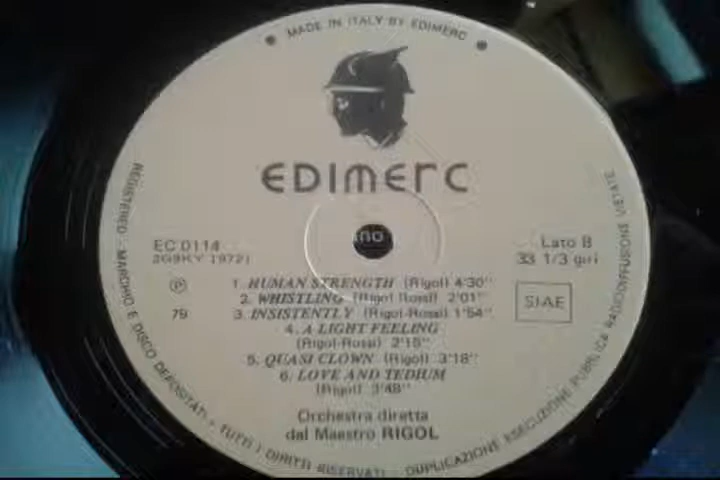 MADE IN ITALY BY EDIMERC
EDIMERC
EC 0114
Lato B
33 1/3 giri
℗
79
SIAE
1. HUMAN STRENGTH (Rigol) 4'30"
2. WHISTLING (Rigol-Rossi) 2'01"
3. INSISTENTLY (Rigol-Rossi) 1'54"
4. A LIGHT FEELING
(Rigol-Rossi) 2'15"
5. QUASI CLOWN (Rigol) 3'18"
6. LOVE AND TEDIUM
(Rigol) 3'48"
Orchestra diretta
dal Maestro RIGOL
REGISTERED - MARCHIO E DISCO DEPOSITATI - TUTTI I DIRITTI RISERVATI - DUPLICAZIONE ESECUZIONE PUBBLICA RADIODIFFUSIONE VIETATE